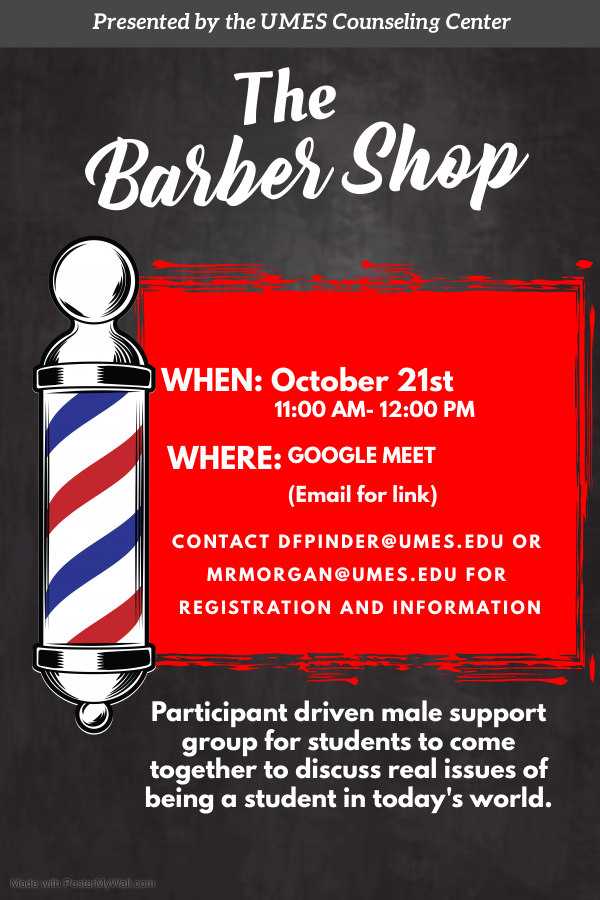 Presented by the UMES Counseling Center
The
Barber Shop
WHEN: October 21st
11:00 AM- 12:00 PM
WHERE: GOOGLE MEET
(Email for link)
CONTACT DFPINDER@UMES.EDU OR
MRMORGAN@UMES.EDU FOR
REGISTRATION AND INFORMATION
Participant driven male support
group for students to come
together to discuss real issues of
being a student in today's world.
Made with PosterMyWall.com